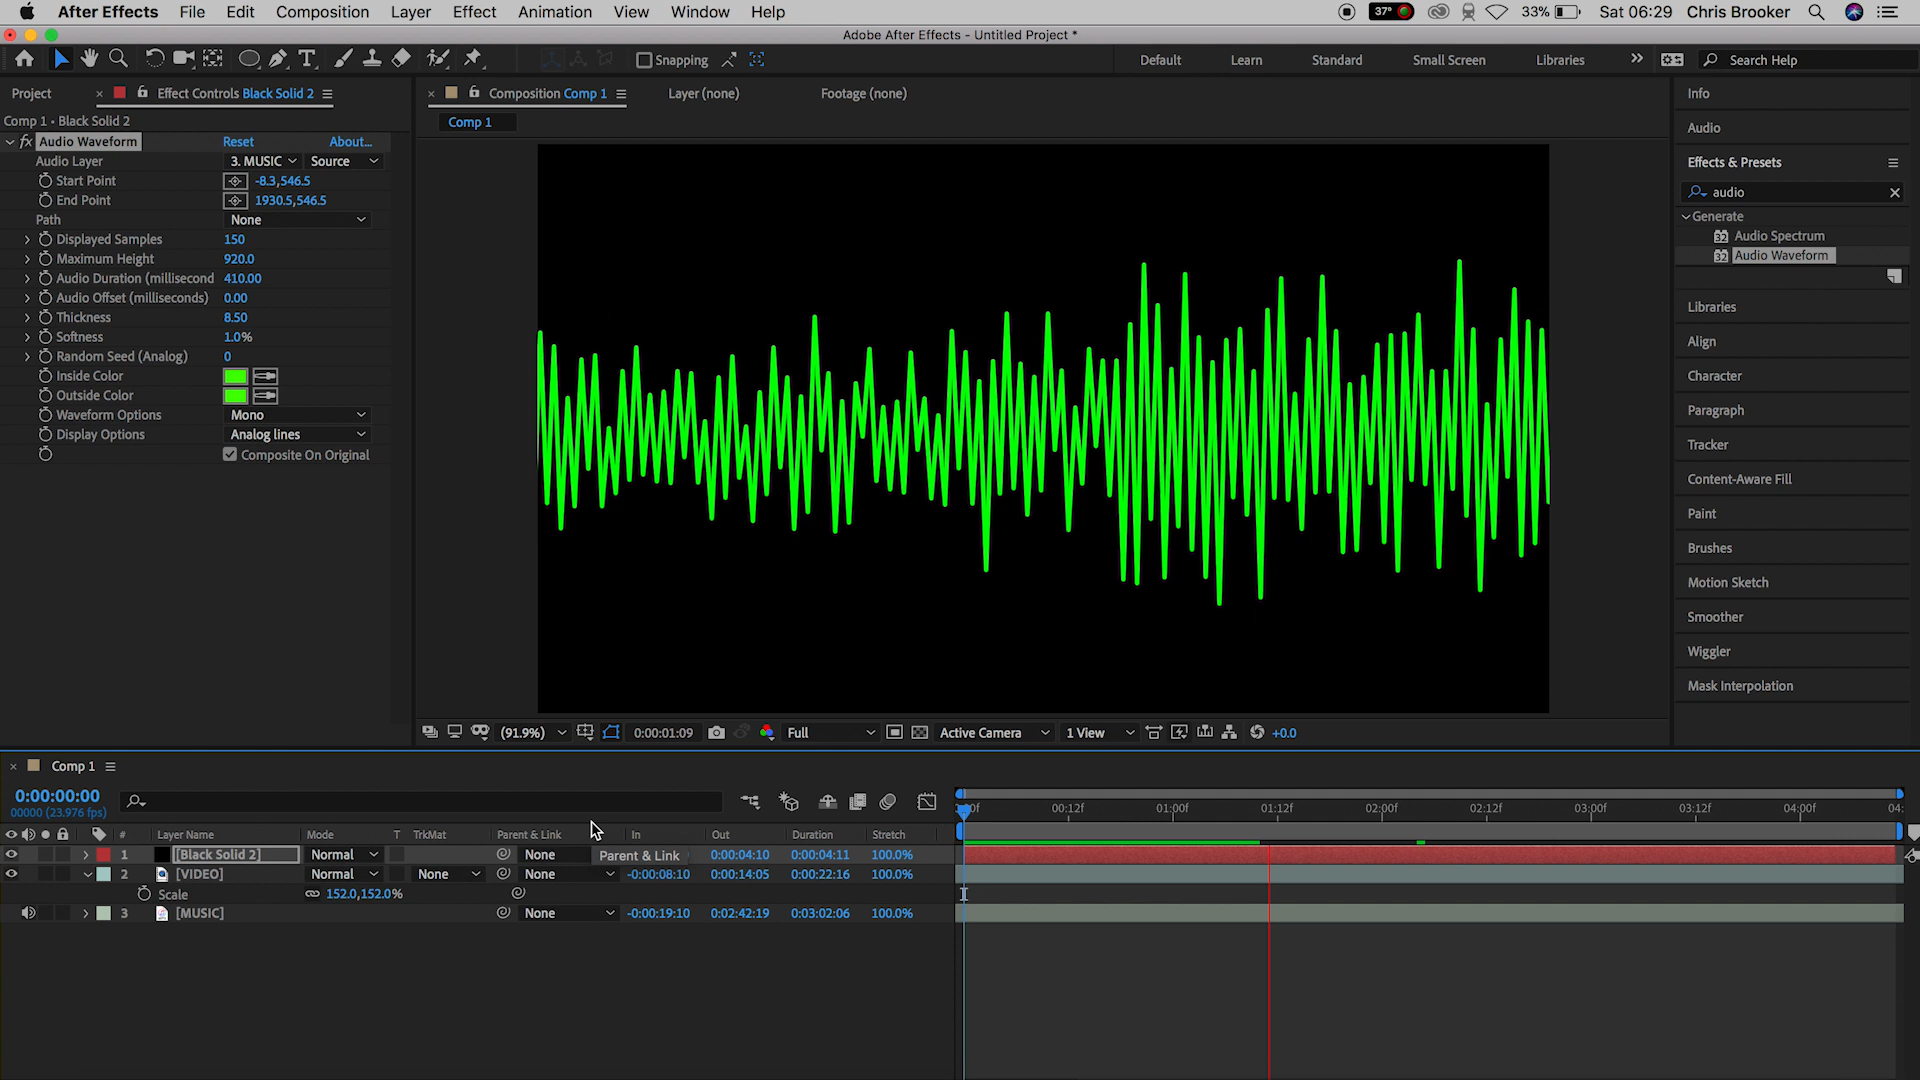 After Effects File Edit Composition Layer Effect Animation View Window Help 37° 33% Sat 06:29 Chris Brooker
Adobe After Effects - Untitled Project *
Snapping Default Learn Standard Small Screen Libraries Search Help
Project Effect Controls Black Solid 2
Comp 1 • Black Solid 2
fx Audio Waveform Reset About...
Audio Layer 3. MUSIC Source
Start Point -8.3,546.5
End Point 1930.5,546.5
Path None
Displayed Samples 150
Maximum Height 920.0
Audio Duration (millisecond 410.00
Audio Offset (milliseconds) 0.00
Thickness 8.50
Softness 1.0%
Random Seed (Analog) 0
Inside Color
Outside Color
Waveform Options Mono
Display Options Analog lines
Composite On Original
Composition Comp 1 Layer (none) Footage (none)
Comp 1
(91.9%) 0:00:01:09 Full Active Camera 1 View +0.0
Info
Audio
Effects & Presets
audio
Generate
32 Audio Spectrum
32 Audio Waveform
Libraries
Align
Character
Paragraph
Tracker
Content-Aware Fill
Paint
Brushes
Motion Sketch
Smoother
Wiggler
Mask Interpolation
Comp 1
0:00:00:00
00000 (23.976 fps)
:00f 00:12f 01:00f 01:12f 02:00f 02:12f 03:00f 03:12f 04:00f 04:
# Layer Name Mode T TrkMat Parent & Link In Out Duration Stretch
1 [Black Solid 2] Normal None Parent & Link 0:00:04:10 0:00:04:11 100.0%
2 [VIDEO] Normal None None -0:00:08:10 0:00:14:05 0:00:22:16 100.0%
Scale 152.0,152.0%
3 [MUSIC] None -0:00:19:10 0:02:42:19 0:03:02:06 100.0%